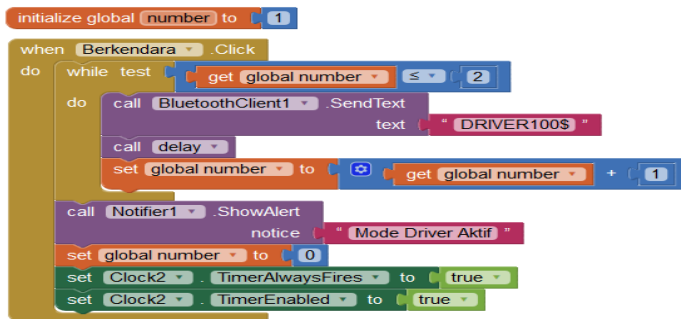 initialize global number to 1
when Berkendara .Click
do while test get global number ≤ 2
do call BluetoothClient1 .SendText
text " DRIVER100$ "
call delay
set global number to get global number + 1
call Notifier1 .ShowAlert
notice " Mode Driver Aktif "
set global number to 0
set Clock2 . TimerAlwaysFires to true
set Clock2 . TimerEnabled to true